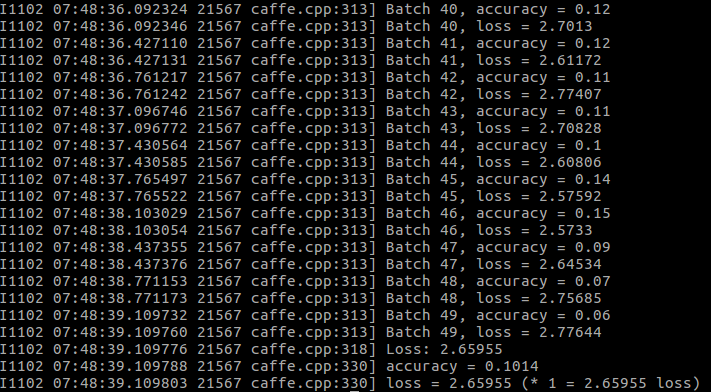 I1102 07:48:36.092324 21567 caffe.cpp:313] Batch 40, accuracy = 0.12
I1102 07:48:36.092346 21567 caffe.cpp:313] Batch 40, loss = 2.7013
I1102 07:48:36.427110 21567 caffe.cpp:313] Batch 41, accuracy = 0.12
I1102 07:48:36.427131 21567 caffe.cpp:313] Batch 41, loss = 2.61172
I1102 07:48:36.761217 21567 caffe.cpp:313] Batch 42, accuracy = 0.11
I1102 07:48:36.761242 21567 caffe.cpp:313] Batch 42, loss = 2.77407
I1102 07:48:37.096746 21567 caffe.cpp:313] Batch 43, accuracy = 0.11
I1102 07:48:37.096772 21567 caffe.cpp:313] Batch 43, loss = 2.70828
I1102 07:48:37.430564 21567 caffe.cpp:313] Batch 44, accuracy = 0.1
I1102 07:48:37.430585 21567 caffe.cpp:313] Batch 44, loss = 2.60806
I1102 07:48:37.765497 21567 caffe.cpp:313] Batch 45, accuracy = 0.14
I1102 07:48:37.765522 21567 caffe.cpp:313] Batch 45, loss = 2.57592
I1102 07:48:38.103029 21567 caffe.cpp:313] Batch 46, accuracy = 0.15
I1102 07:48:38.103054 21567 caffe.cpp:313] Batch 46, loss = 2.5733
I1102 07:48:38.437355 21567 caffe.cpp:313] Batch 47, accuracy = 0.09
I1102 07:48:38.437376 21567 caffe.cpp:313] Batch 47, loss = 2.64534
I1102 07:48:38.771153 21567 caffe.cpp:313] Batch 48, accuracy = 0.07
I1102 07:48:38.771173 21567 caffe.cpp:313] Batch 48, loss = 2.75685
I1102 07:48:39.109732 21567 caffe.cpp:313] Batch 49, accuracy = 0.06
I1102 07:48:39.109760 21567 caffe.cpp:313] Batch 49, loss = 2.77644
I1102 07:48:39.109776 21567 caffe.cpp:318] Loss: 2.65955
I1102 07:48:39.109788 21567 caffe.cpp:330] accuracy = 0.1014
I1102 07:48:39.109803 21567 caffe.cpp:330] loss = 2.65955 (* 1 = 2.65955 loss)